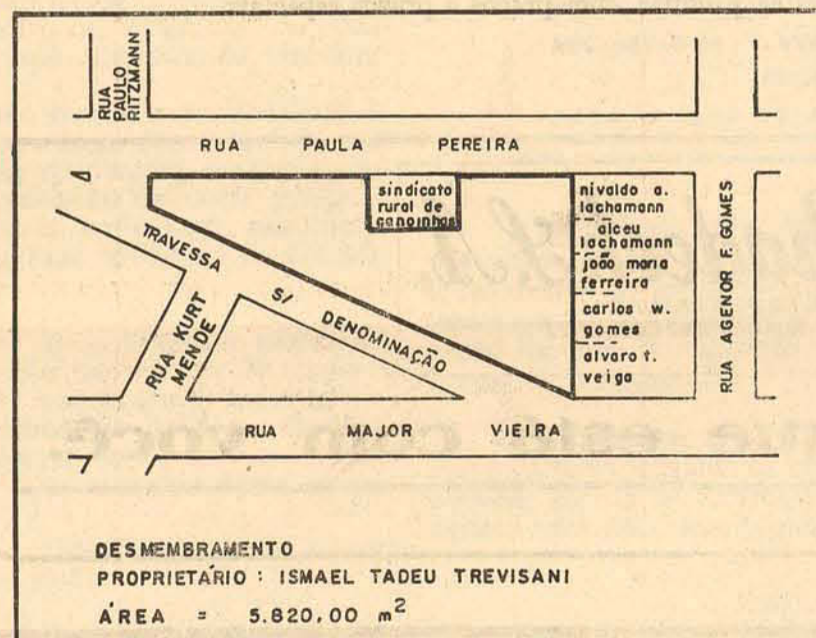 RUA
PAULO
RITZMANN
RUA PAULA PEREIRA
sindicato
rural de
canoinhas
nivaldo a.
lachamann
alceu
lachamann
joão maria
ferreira
carlos w.
gomes
alvaro t.
veiga
RUA AGENOR F. GOMES
TRAVESSA S/ DENOMINAÇÃO
RUA KURT
MENDE
RUA MAJOR VIEIRA
DESMEMBRAMENTO
PROPRIETÁRIO : ISMAEL TADEU TREVISANI
ÁREA = 5.820,00 m²